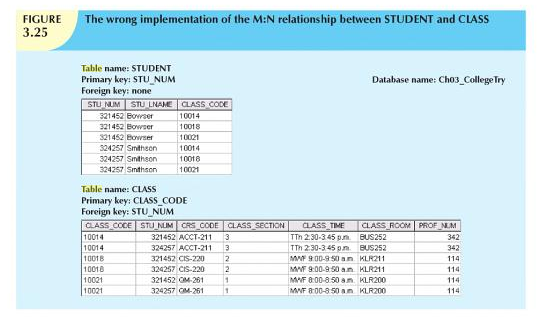 FIGURE
3.25
The wrong implementation of the M:N relationship between STUDENT and CLASS
Table name: STUDENT
Primary key: STU_NUM
Foreign key: none
Database name: Ch03_CollegeTry
STU_NUM STU_LNAME CLASS_CODE
321452 Bowser 10014
321452 Bowser 10018
321452 Bowser 10021
324257 Smithson 10014
324257 Smithson 10018
324257 Smithson 10021
Table name: CLASS
Primary key: CLASS_CODE
Foreign key: STU_NUM
CLASS_CODE STU_NUM CRS_CODE CLASS_SECTION CLASS_TIME CLASS_ROOM PROF_NUM
10014 321452 ACCT-211 3 TTh 2:30-3:45 p.m. BUS252 342
10014 324257 ACCT-211 3 TTh 2:30-3:45 p.m. BUS252 342
10018 321452 CIS-220 2 MWF 9:00-9:50 a.m. KLR211 114
10018 324257 CIS-220 2 MWF 9:00-9:50 a.m. KLR211 114
10021 321452 QM-261 1 MWF 8:00-8:50 a.m. KLR200 114
10021 324257 QM-261 1 MWF 8:00-8:50 a.m. KLR200 114